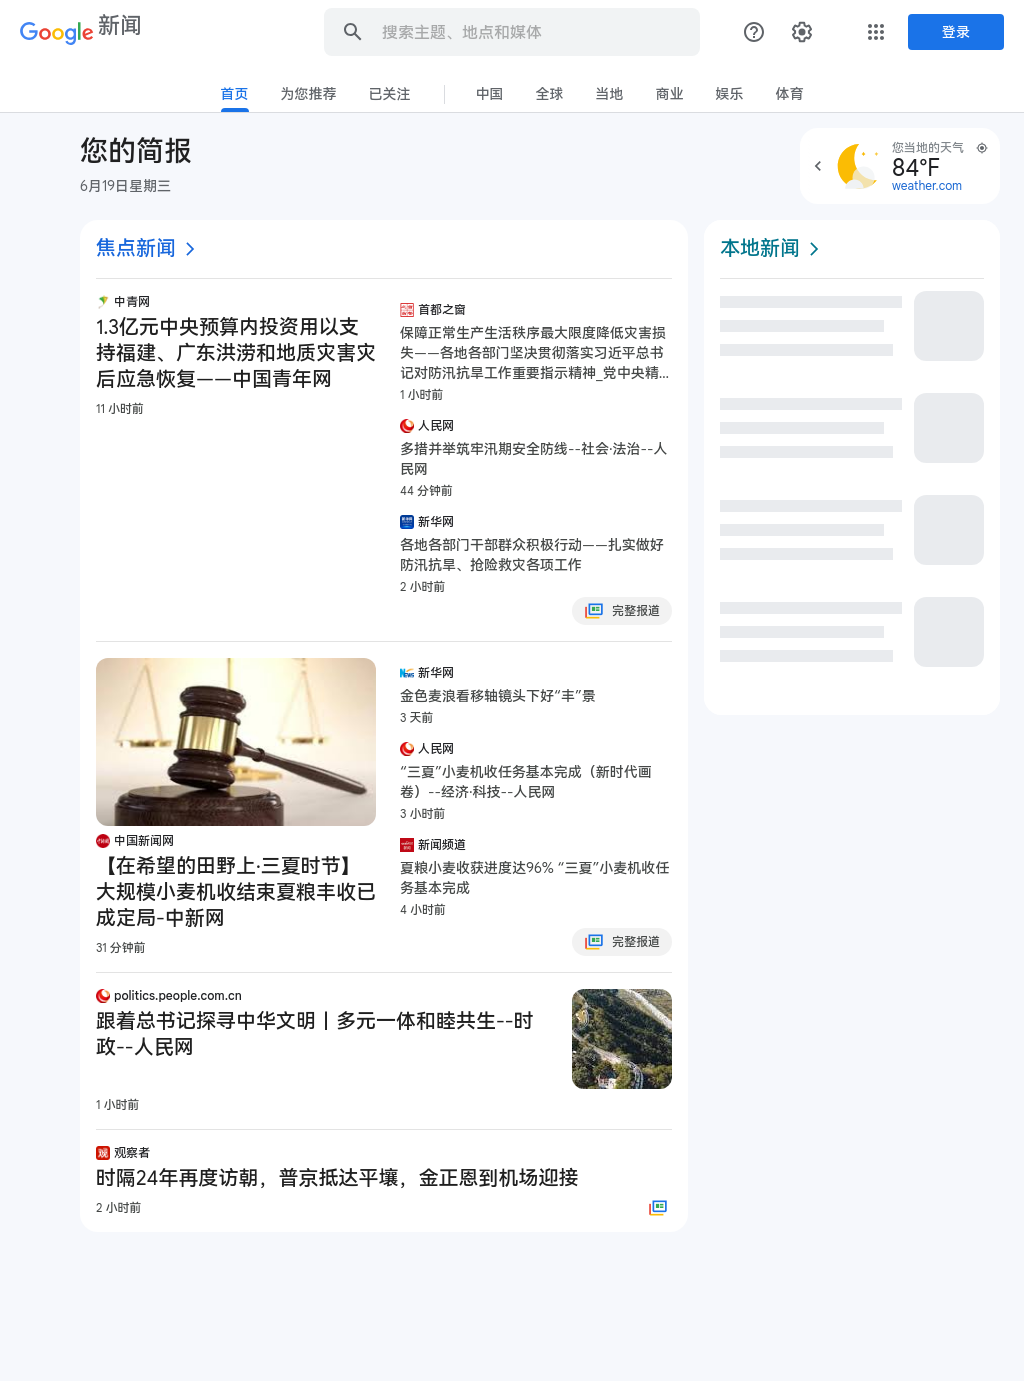 Google 新闻
搜索主题、地点和媒体
登录
首页
为您推荐
已关注
中国
全球
当地
商业
娱乐
体育
您的简报
6月19日星期三
您当地的天气
84°F
weather.com
焦点新闻
中青网
1.3亿元中央预算内投资用以支
持福建、广东洪涝和地质灾害灾
后应急恢复——中国青年网
11 小时前
首都之窗
保障正常生产生活秩序最大限度降低灾害损
失——各地各部门坚决贯彻落实习近平总书
记对防汛抗旱工作重要指示精神_党中央精...
1 小时前
人民网
多措并举筑牢汛期安全防线--社会·法治--人
民网
44 分钟前
新华网
各地各部门干部群众积极行动——扎实做好
防汛抗旱、抢险救灾各项工作
2 小时前
完整报道
中国新闻网
【在希望的田野上·三夏时节】
大规模小麦机收结束夏粮丰收已
成定局-中新网
31 分钟前
新华网
金色麦浪看移轴镜头下好“丰”景
3 天前
人民网
“三夏”小麦机收任务基本完成（新时代画
卷）--经济·科技--人民网
3 小时前
新闻频道
夏粮小麦收获进度达96% “三夏”小麦机收任
务基本完成
4 小时前
完整报道
politics.people.com.cn
跟着总书记探寻中华文明丨多元一体和睦共生--时
政--人民网
1 小时前
观察者
时隔24年再度访朝，普京抵达平壤，金正恩到机场迎接
2 小时前
本地新闻